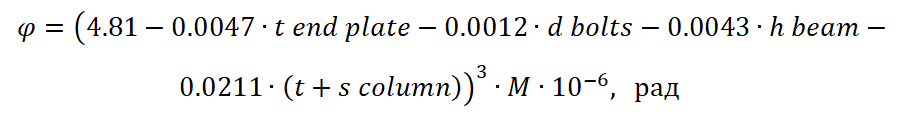 φ = (4.81 − 0.0047 · t end plate − 0.0012 · d bolts − 0.0043 · h beam −
0.0211 · (t + s column))³ · M · 10⁻⁶, рад